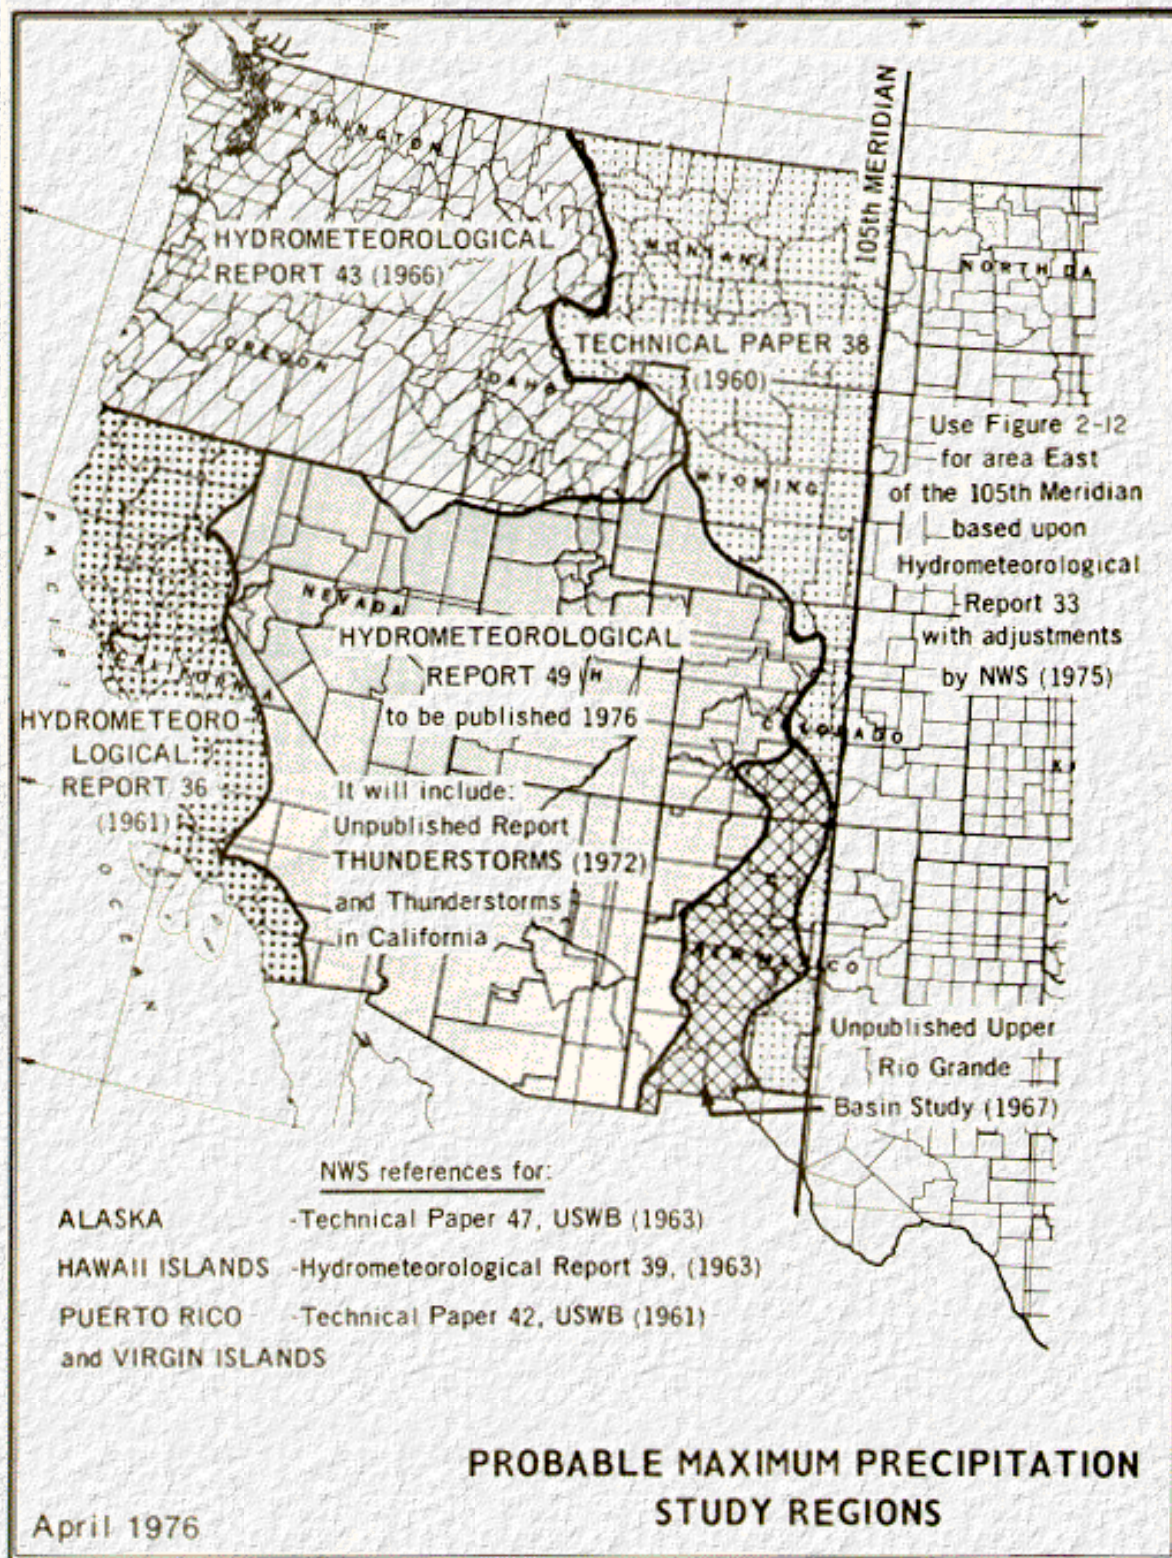 WASHINGTON
105th MERIDIAN
HYDROMETEOROLOGICAL
REPORT 43 (1966)
MONTANA
NORTH DA
OREGON
IDAHO
TECHNICAL PAPER 38
(1960)
WYOMING
Use Figure 2-12
for area East
of the 105th Meridian
based upon
Hydrometeorological
Report 33
with adjustments
by NWS (1975)
PACIFI
OCEAN
NEVADA
CALIFORNIA
HYDROMETEOROLOGICAL
REPORT 49
H
to be published 1976
COLORADO
HYDROMETEORO-
LOGICAL
REPORT 36
(1961)
It will include:
Unpublished Report
THUNDERSTORMS (1972)
and Thunderstorms
in California
NEW MEXICO
Unpublished Upper
Rio Grande
Basin Study (1967)
NWS references for:
ALASKA -Technical Paper 47, USWB (1963)
HAWAII ISLANDS -Hydrometeorological Report 39, (1963)
PUERTO RICO -Technical Paper 42, USWB (1961)
and VIRGIN ISLANDS
PROBABLE MAXIMUM PRECIPITATION
STUDY REGIONS
April 1976